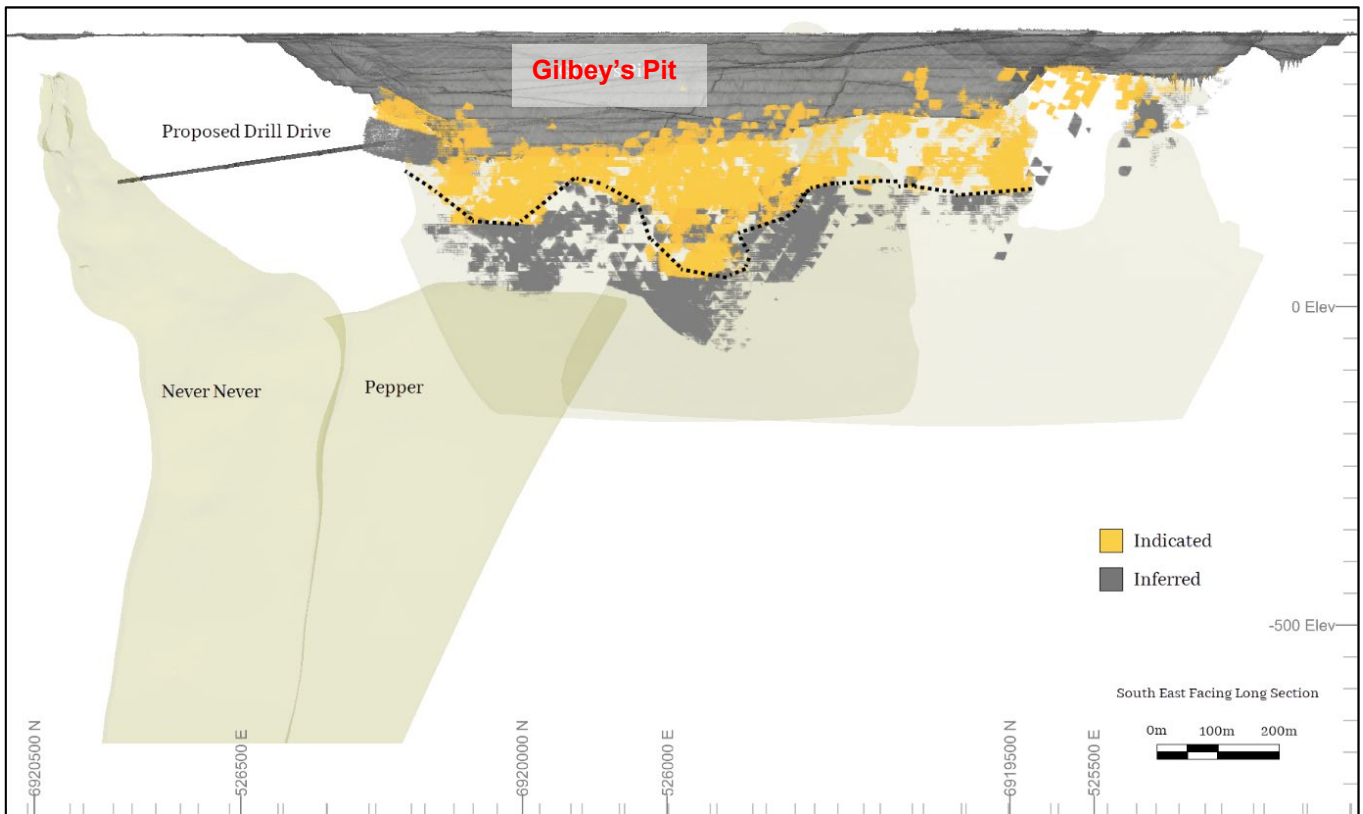 Gilbey's Pit
Proposed Drill Drive
0 Elev
Never Never
Pepper
Indicated
Inferred
-500 Elev
South East Facing Long Section
0m 100m 200m
6920500 N
526500 E
6920000 N
526000 E
6919500 N
525500 E